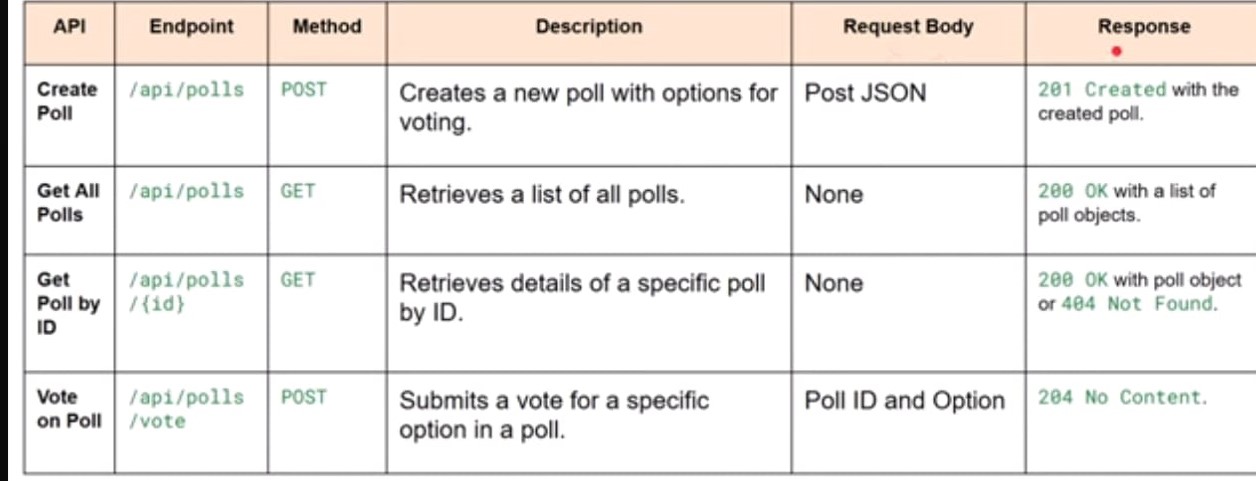 API Endpoint Method Description Request Body Response
Create /api/polls POST Creates a new poll with options for Post JSON 201 Created with the
Poll voting. created poll.
Get All /api/polls GET Retrieves a list of all polls. None 200 OK with a list of
Polls poll objects.
Get /api/polls GET Retrieves details of a specific poll None 200 OK with poll object
Poll by /{id} by ID. or 404 Not Found.
ID
Vote /api/polls POST Submits a vote for a specific Poll ID and Option 204 No Content.
on Poll /vote option in a poll.